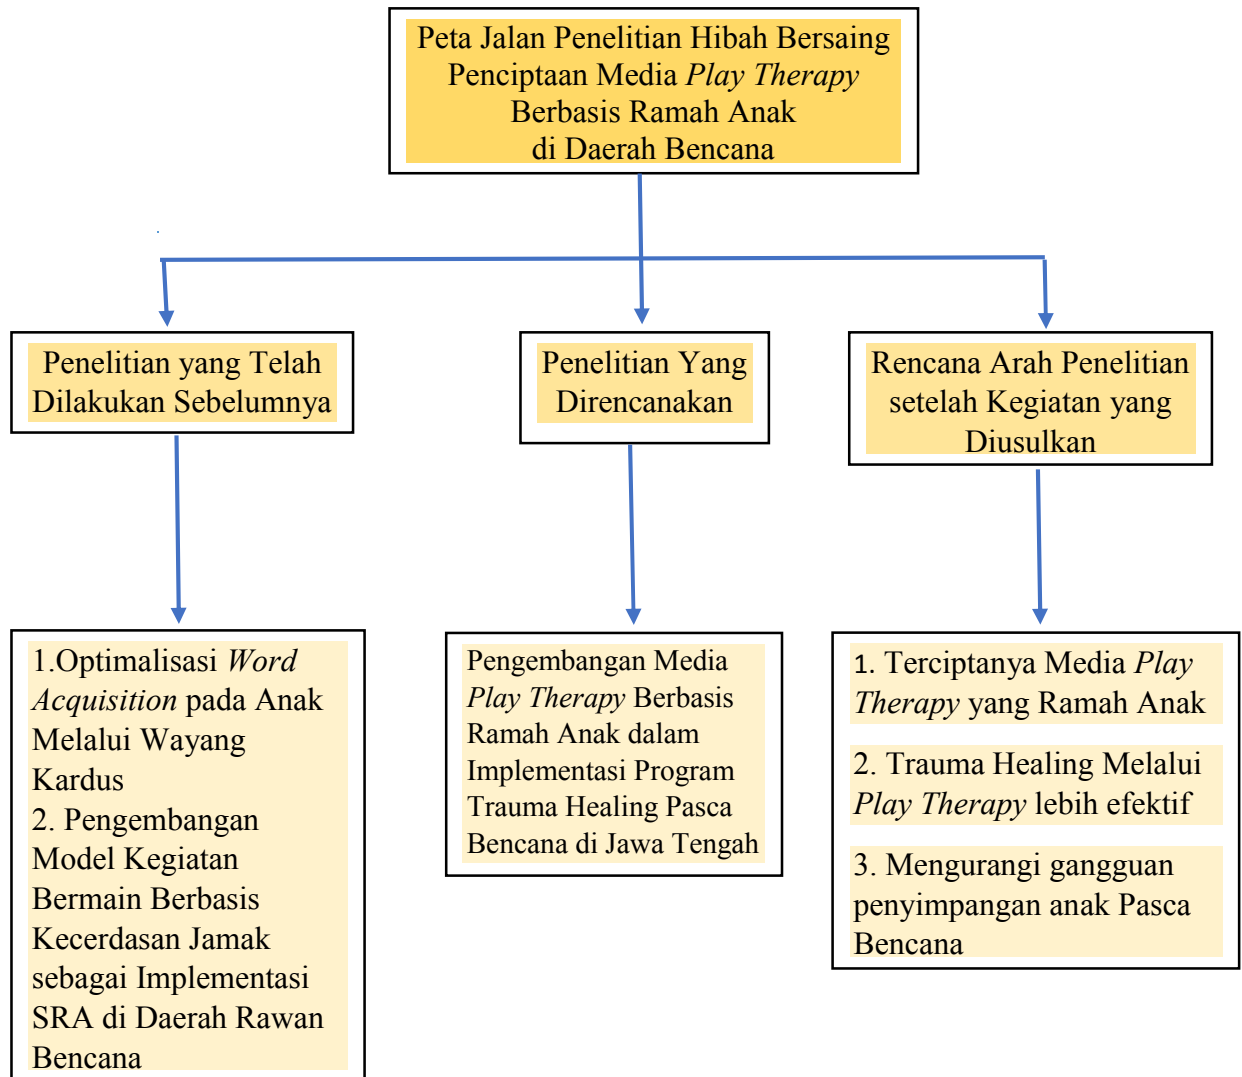 Peta Jalan Penelitian Hibah Bersaing
Penciptaan Media Play Therapy
Berbasis Ramah Anak
di Daerah Bencana
Penelitian yang Telah
Dilakukan Sebelumnya
Penelitian Yang
Direncanakan
Rencana Arah Penelitian
setelah Kegiatan yang
Diusulkan
1.Optimalisasi Word
Acquisition pada Anak
Melalui Wayang
Kardus
2. Pengembangan
Model Kegiatan
Bermain Berbasis
Kecerdasan Jamak
sebagai Implementasi
SRA di Daerah Rawan
Bencana
Pengembangan Media
Play Therapy Berbasis
Ramah Anak dalam
Implementasi Program
Trauma Healing Pasca
Bencana di Jawa Tengah
1. Terciptanya Media Play
Therapy yang Ramah Anak
2. Trauma Healing Melalui
Play Therapy lebih efektif
3. Mengurangi gangguan
penyimpangan anak Pasca
Bencana